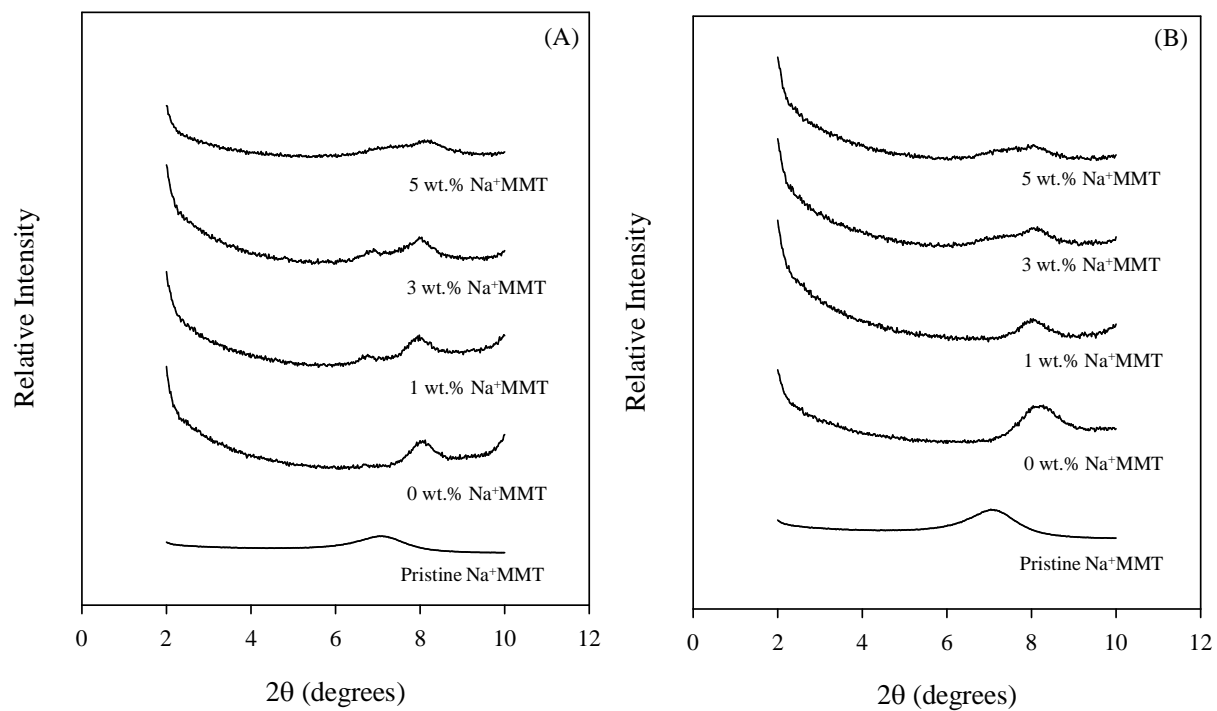 (A)
5 wt.% Na⁺MMT
3 wt.% Na⁺MMT
1 wt.% Na⁺MMT
0 wt.% Na⁺MMT
Pristine Na⁺MMT
Relative Intensity
0 2 4 6 8 10 12
2θ (degrees)
(B)
5 wt.% Na⁺MMT
3 wt.% Na⁺MMT
1 wt.% Na⁺MMT
0 wt.% Na⁺MMT
Pristine Na⁺MMT
Relative Intensity
0 2 4 6 8 10 12
2θ (degrees)